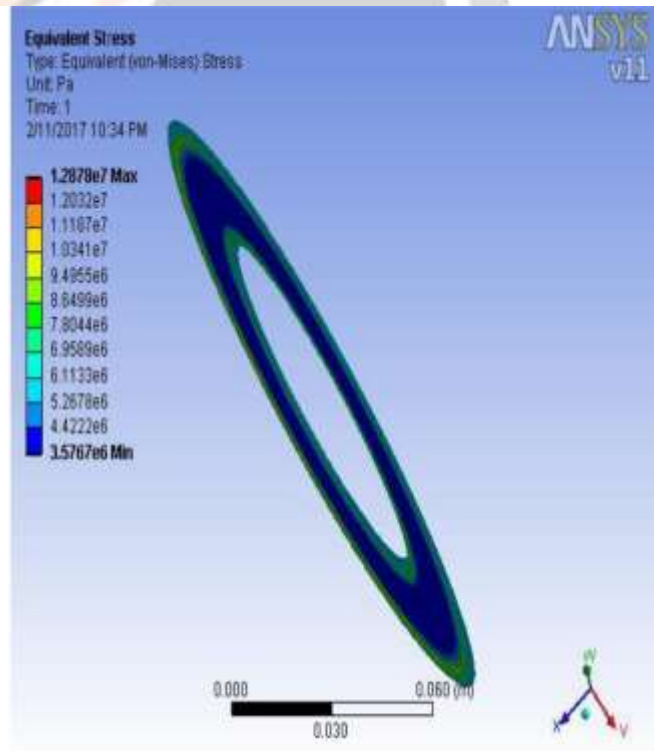 Equivalent Stress
Type: Equivalent (von-Mises) Stress
Unit: Pa
Time: 1
2/11/2017 10:34 PM
ANSYS
v11
1.2878e7 Max
1.2032e7
1.1187e7
1.0341e7
9.4955e6
8.6499e6
7.8044e6
6.9589e6
6.1133e6
5.2678e6
4.4222e6
3.5767e6 Min
0.000
0.060 (m)
0.030
X